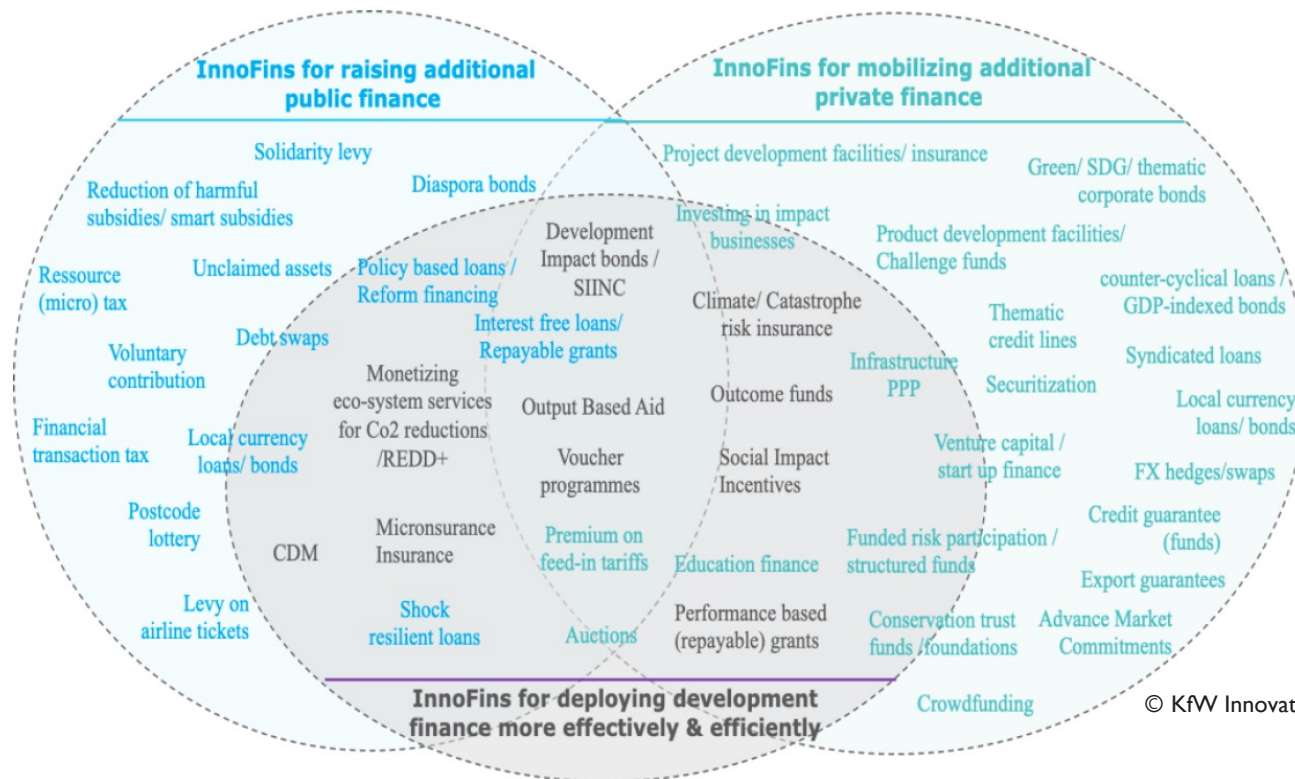 InnoFins for raising additional
public finance
InnoFins for mobilizing additional
private finance
Solidarity levy
Reduction of harmful
subsidies/ smart subsidies
Diaspora bonds
Ressource
(micro) tax
Unclaimed assets
Policy based loans /
Reform financing
Debt swaps
Interest free loans/
Repayable grants
Voluntary
contribution
Financial
transaction tax
Local currency
loans/ bonds
Postcode
lottery
Levy on
airline tickets
Development
Impact bonds /
SIINC
Monetizing
eco-system services
for Co2 reductions
/REDD+
Output Based Aid
Voucher
programmes
CDM
Micronsurance
Insurance
Premium on
feed-in tariffs
Shock
resilient loans
Auctions
Project development facilities/ insurance
Green/ SDG/ thematic
corporate bonds
Investing in impact
businesses
Product development facilities/
Challenge funds
counter-cyclical loans /
GDP-indexed bonds
Climate/ Catastrophe
risk insurance
Thematic
credit lines
Syndicated loans
Infrastructure
PPP
Securitization
Outcome funds
Local currency
loans/ bonds
Venture capital /
start up finance
Social Impact
Incentives
FX hedges/swaps
Credit guarantee
(funds)
Funded risk participation /
structured funds
Education finance
Export guarantees
Performance based
(repayable) grants
Conservation trust
funds /foundations
Advance Market
Commitments
Crowdfunding
InnoFins for deploying development
finance more effectively & efficiently
© KfW Innovat